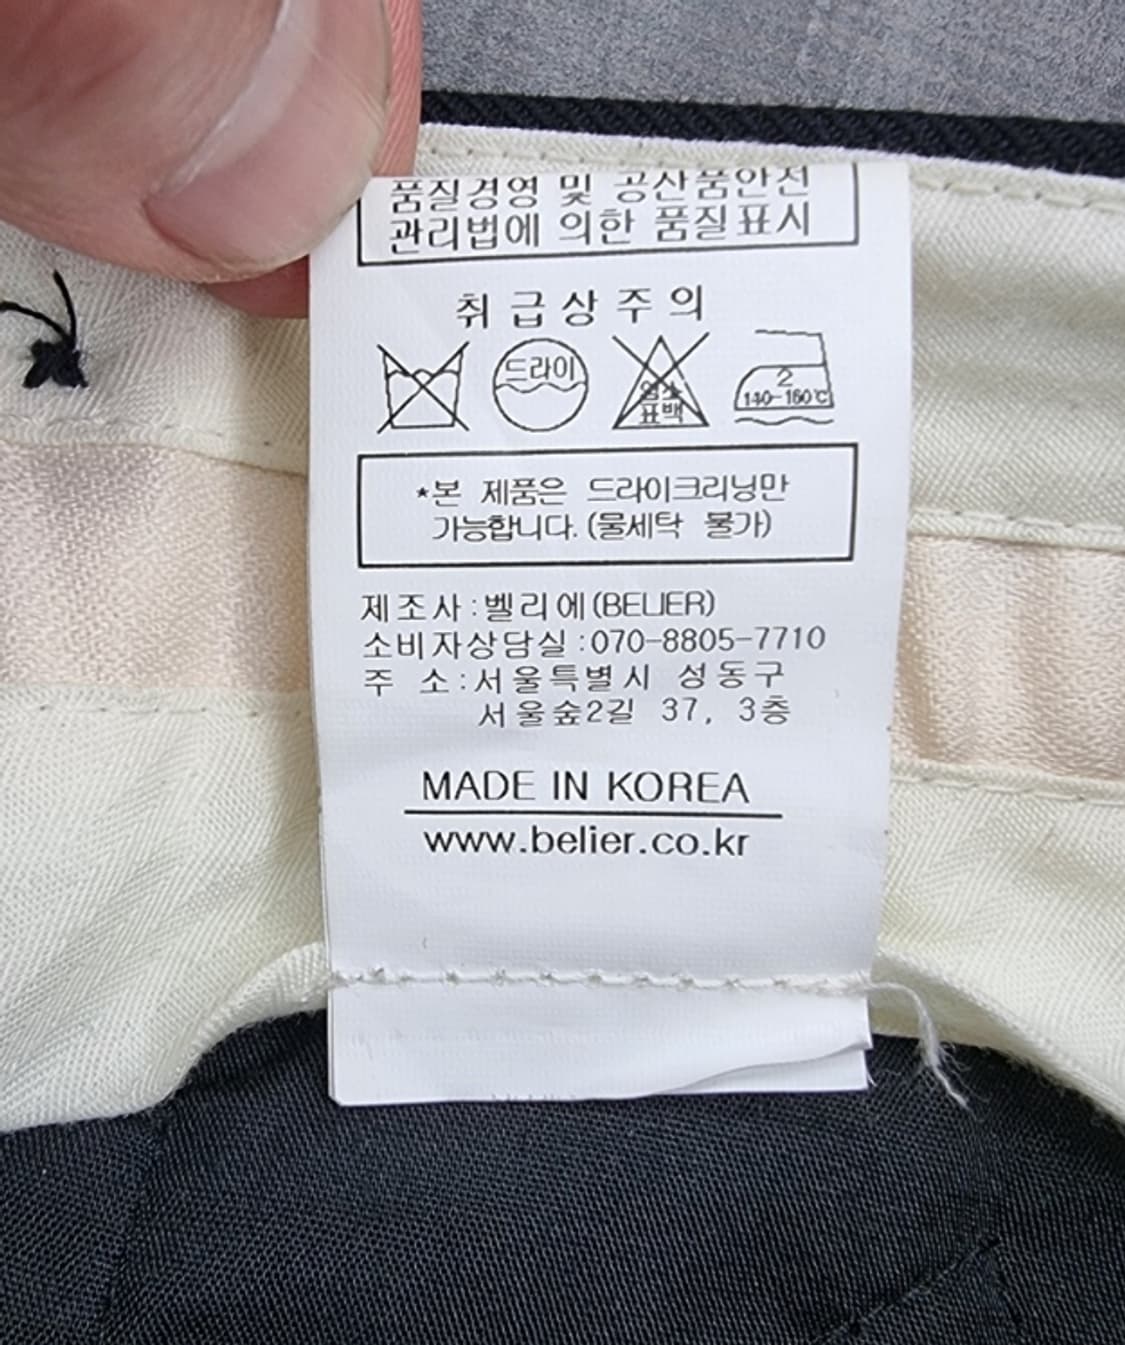 품질경영 및 공산품안전
관리법에 의한 품질표시
취급상주의
드라이
염소
표백
2
140-160℃
*본 제품은 드라이크리닝만
가능합니다. (물세탁 불가)
제조사:벨리에(BELIER)
소비자상담실:070-8805-7710
주 소:서울특별시 성동구
서울숲2길 37, 3층
MADE IN KOREA
www.belier.co.kr